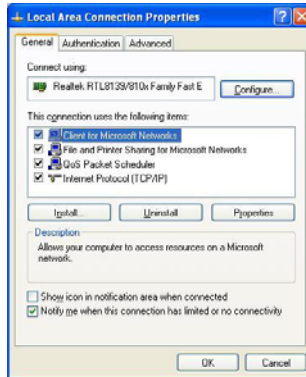 Local Area Connection Properties
General Authentication Advanced
Connect using:
Realtek RTL8139/810x Family Fast E
Configure...
This connection uses the following items:
Client for Microsoft Networks
File and Printer Sharing for Microsoft Networks
QoS Packet Scheduler
Internet Protocol (TCP/IP)
Install... Uninstall Properties
Description
Allows your computer to access resources on a Microsoft
network.
Show icon in notification area when connected
Notify me when this connection has limited or no connectivity
OK Cancel